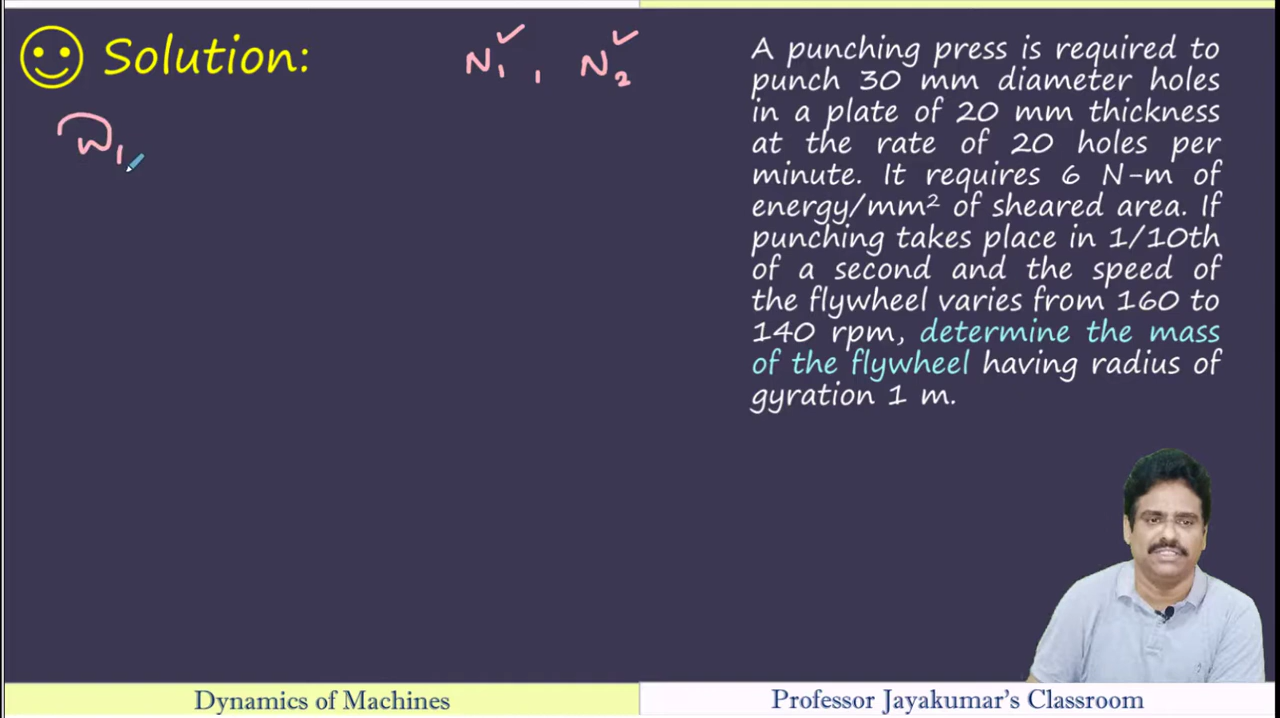 Solution:
N1, N2
W1
A punching press is required to
punch 30 mm diameter holes
in a plate of 20 mm thickness
at the rate of 20 holes per
minute. It requires 6 N-m of
energy/mm² of sheared area. If
punching takes place in 1/10th
of a second and the speed of
the flywheel varies from 160 to
140 rpm, determine the mass
of the flywheel having radius of
gyration 1 m.
Dynamics of Machines
Professor Jayakumar's Classroom